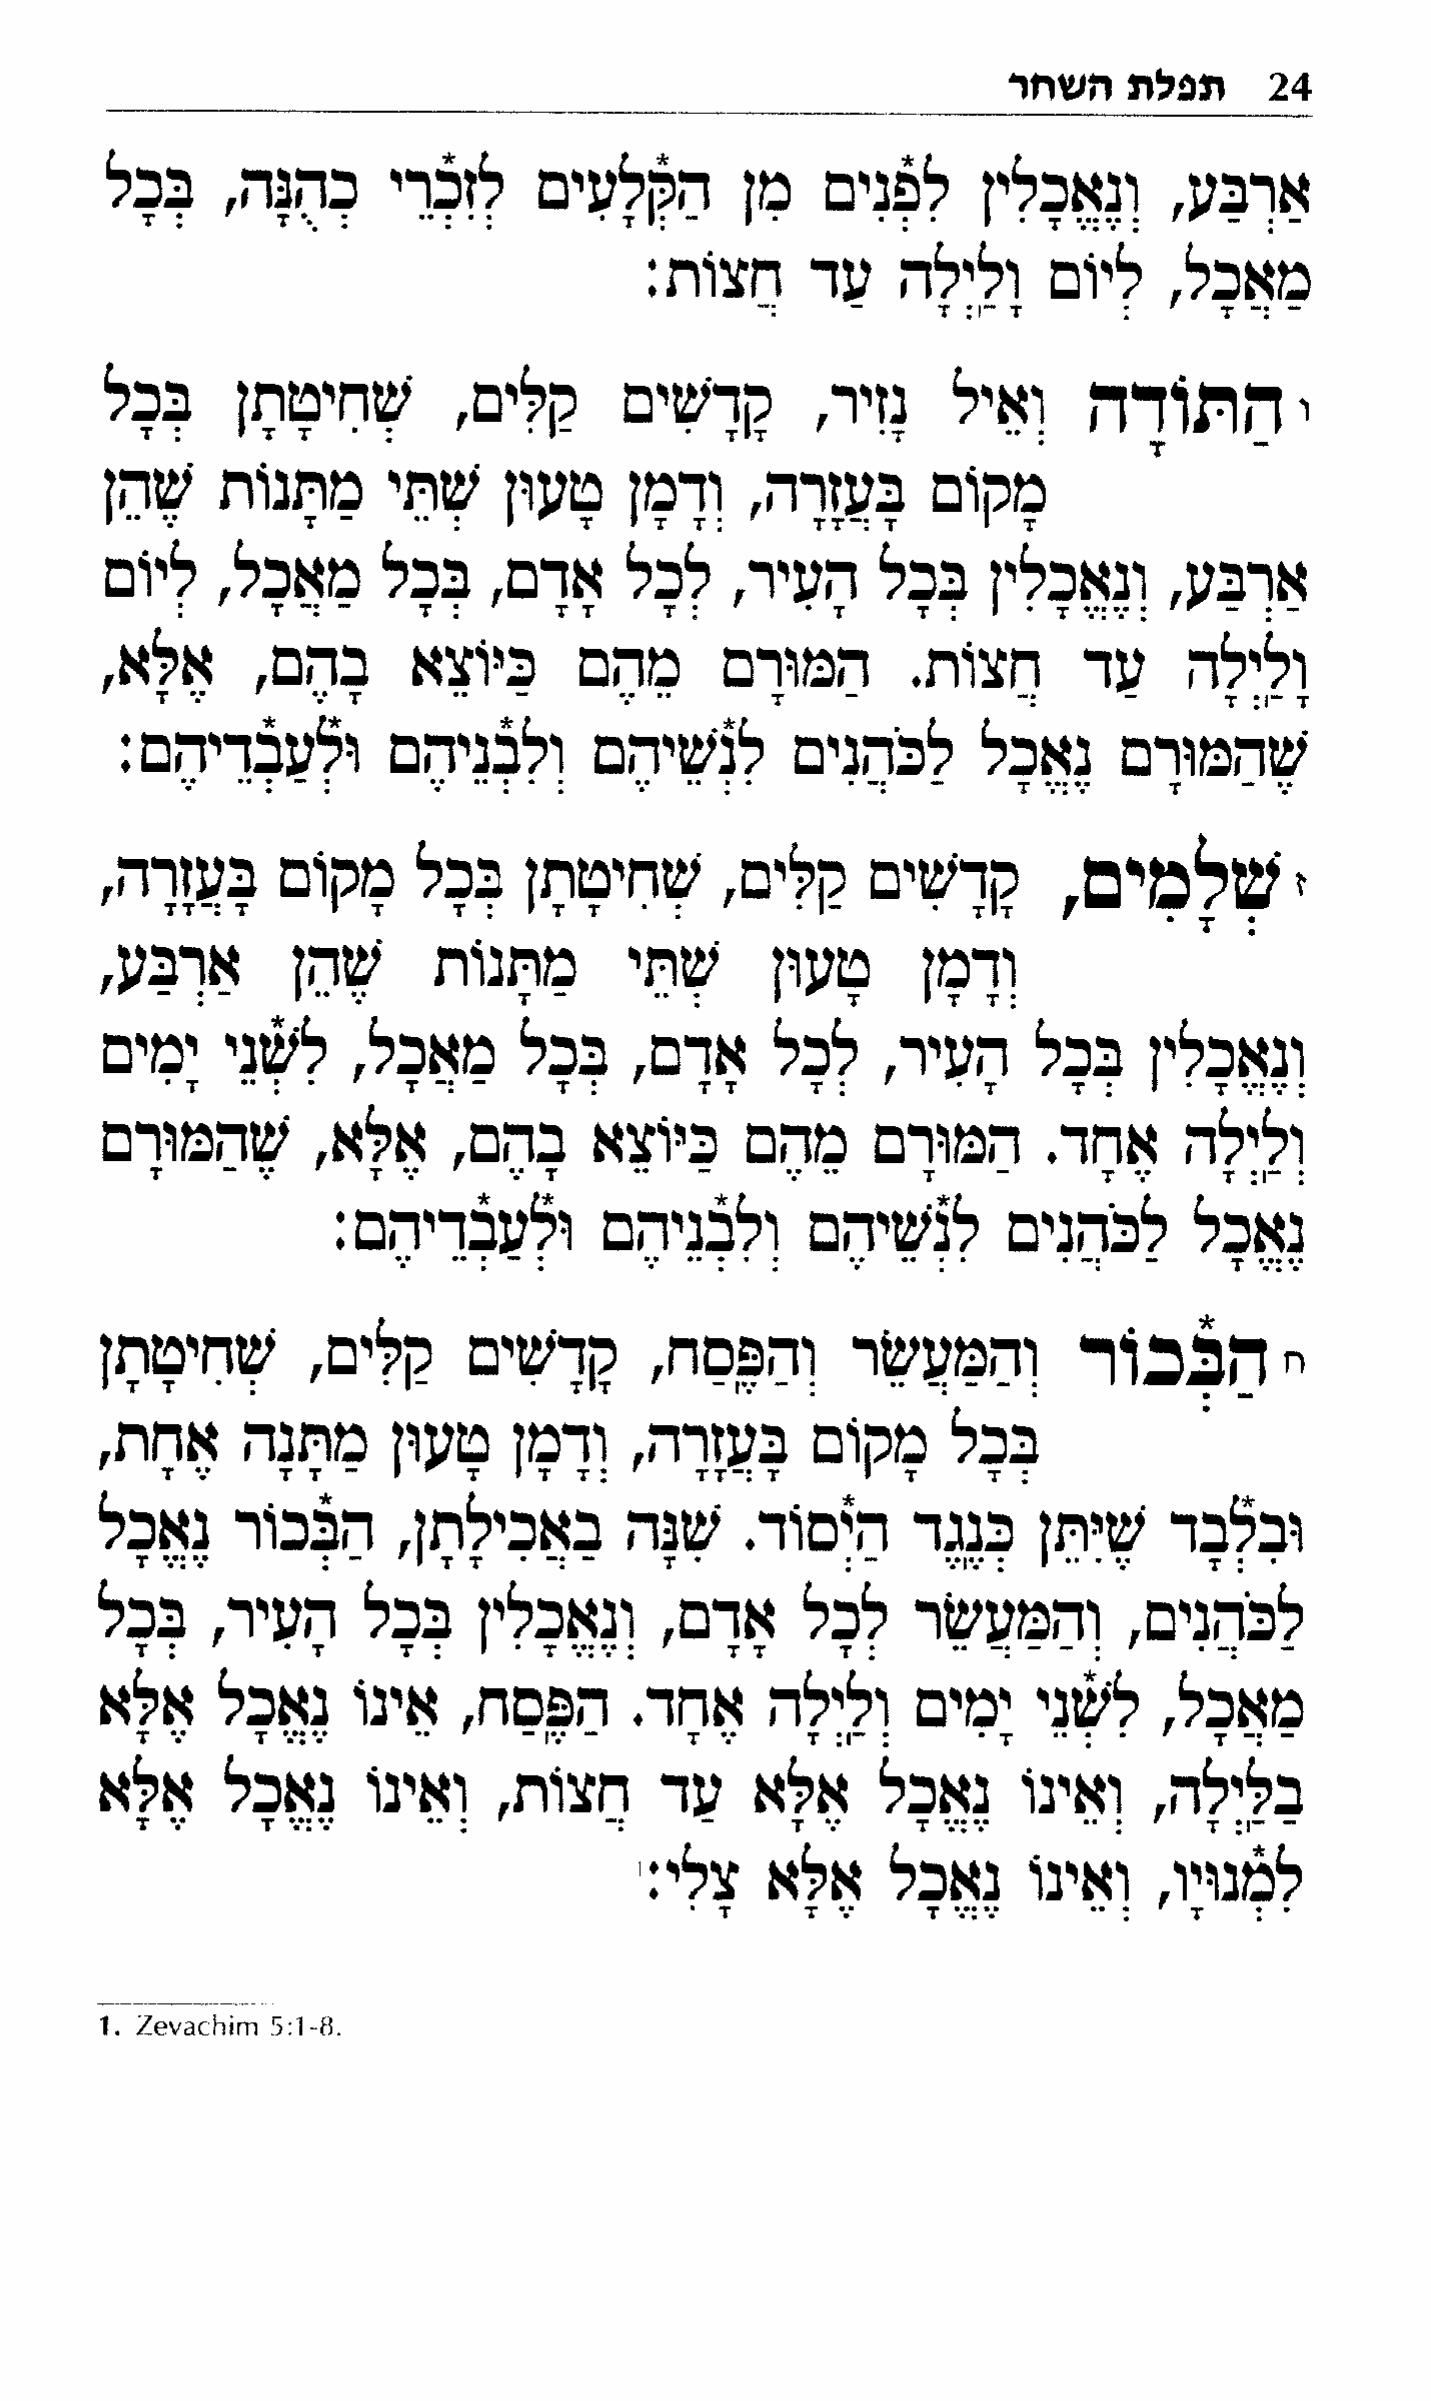 24 תפלת השחר
אַרְבַּע, וְנֶאֱכָלִין לִפְ֯נִים מִן הַקְּ֯לָעִים לְזִכְ֯רֵי כְהֻנָּה, בְּכָל
מַאֲכָל, לְיוֹם וָלַיְלָה עַד חֲצוֹת:
ו הַתּוֹדָה וְאֵיל נָזִיר, קָדָשִׁים קַלִּים, שְׁחִיטָתָן בְּכָל
מָקוֹם בָּעֲזָרָה, וְדָמָן טָעוּן שְׁתֵּי מַתָּנוֹת שֶׁהֵן
אַרְבַּע, וְנֶאֱכָלִין בְּכָל הָעִיר, לְכָל אָדָם, בְּכָל מַאֲכָל, לְיוֹם
וָלַיְלָה עַד חֲצוֹת. הַמּוּרָם מֵהֶם כַּיּוֹצֵא בָהֶם, אֶלָּא,
שֶׁהַמּוּרָם נֶאֱכָל לַכֹּהֲנִים לִנְ֯שֵׁיהֶם וְלִבְ֯נֵיהֶם וּלְ֯עַבְ֯דֵיהֶם:
ז שְׁלָמִים, קָדָשִׁים קַלִּים, שְׁחִיטָתָן בְּכָל מָקוֹם בָּעֲזָרָה,
וְדָמָן טָעוּן שְׁתֵּי מַתָּנוֹת שֶׁהֵן אַרְבַּע,
וְנֶאֱכָלִין בְּכָל הָעִיר, לְכָל אָדָם, בְּכָל מַאֲכָל, לִשְׁ֯נֵי יָמִים
וְלַיְלָה אֶחָד. הַמּוּרָם מֵהֶם כַּיּוֹצֵא בָהֶם, אֶלָּא, שֶׁהַמּוּרָם
נֶאֱכָל לַכֹּהֲנִים לִנְ֯שֵׁיהֶם וְלִבְ֯נֵיהֶם וּלְ֯עַבְ֯דֵיהֶם:
ח הַבְּ֯כוֹר וְהַמַּעֲשֵׂר וְהַפֶּסַח, קָדָשִׁים קַלִּים, שְׁחִיטָתָן
בְּכָל מָקוֹם בָּעֲזָרָה, וְדָמָן טָעוּן מַתָּנָה אֶחָת,
וּבִלְ֯בָד שֶׁיִּתֵּן כְּנֶגֶד הַיְ֯סוֹד. שִׁנָּה בַאֲכִילָתָן, הַבְּ֯כוֹר נֶאֱכָל
לַכֹּהֲנִים, וְהַמַּעֲשֵׂר לְכָל אָדָם, וְנֶאֱכָלִין בְּכָל הָעִיר, בְּכָל
מַאֲכָל, לִשְׁ֯נֵי יָמִים וְלַיְלָה אֶחָד. הַפֶּסַח, אֵינוֹ נֶאֱכָל אֶלָּא
בַלַּיְלָה, וְאֵינוֹ נֶאֱכָל אֶלָּא עַד חֲצוֹת, וְאֵינוֹ נֶאֱכָל אֶלָּא
לִמְ֯נוּיָו, וְאֵינוֹ נֶאֱכָל אֶלָּא צָלִי:¹
1. Zevachim 5:1-8.